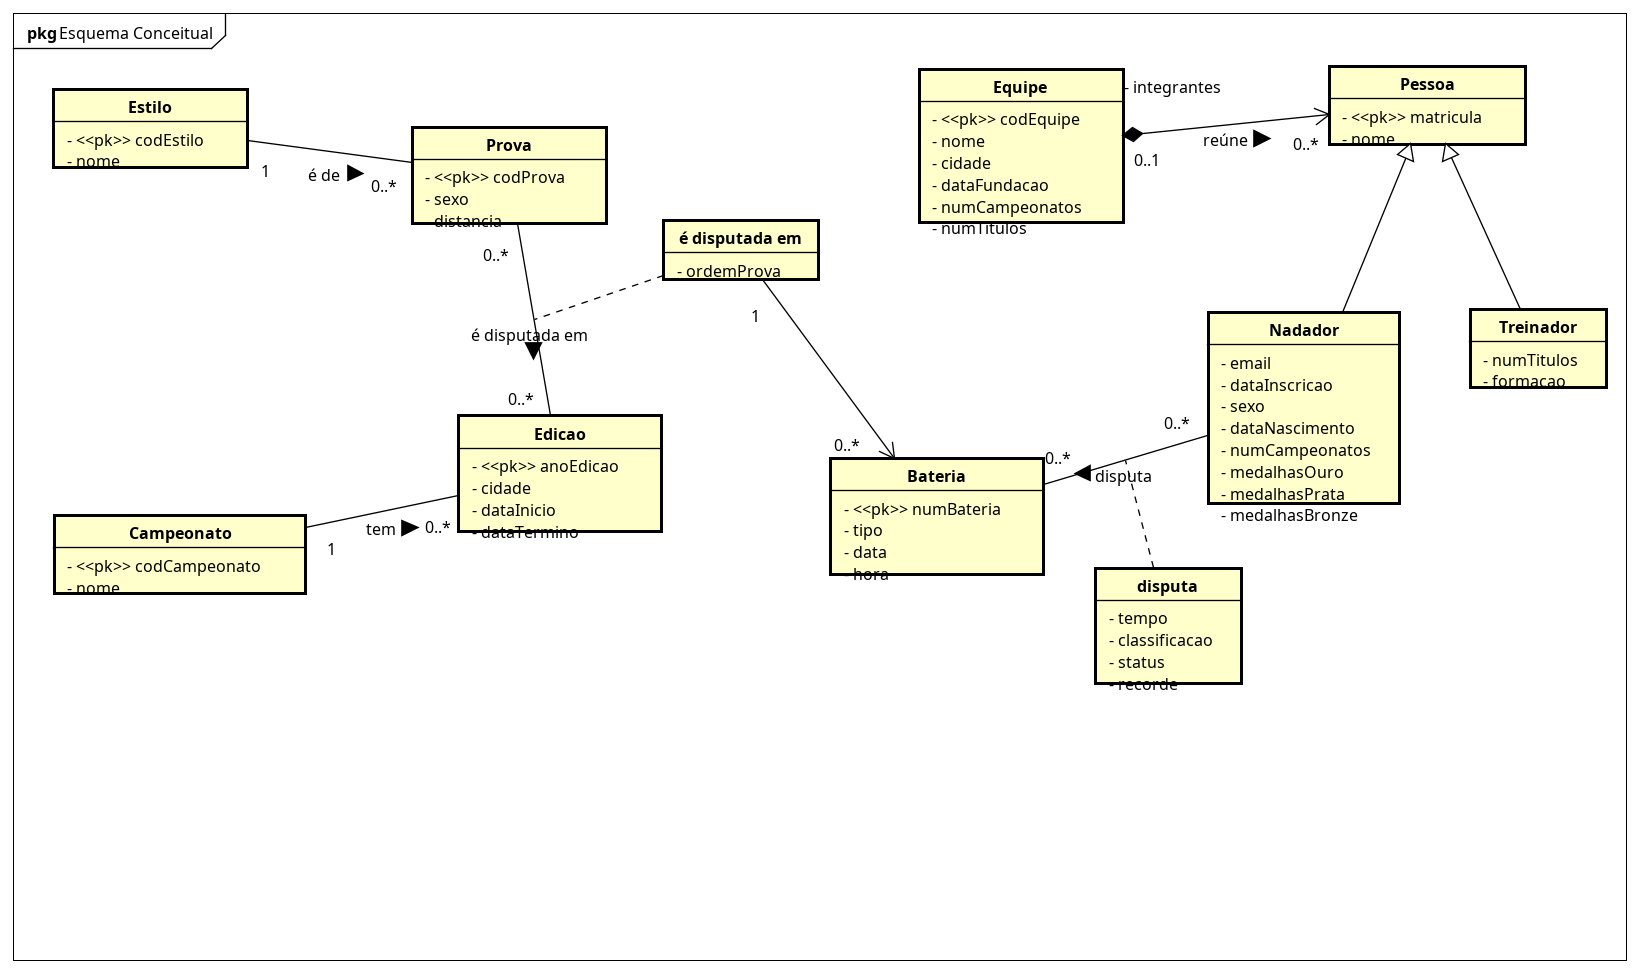 pkg Esquema Conceitual
Estilo
- <<pk>> codEstilo
- nome
1
é de
0..*
Prova
- <<pk>> codProva
- sexo
- distancia
0..*
é disputada em
- ordemProva
é disputada em
0..*
1
0..*
Edicao
- <<pk>> anoEdicao
- cidade
- dataInicio
- dataTermino
Campeonato
- <<pk>> codCampeonato
- nome
1
tem
0..*
Equipe
- <<pk>> codEquipe
- nome
- cidade
- dataFundacao
- numCampeonatos
- numTitulos
- integrantes
0..1
reúne
0..*
Pessoa
- <<pk>> matricula
- nome
Nadador
- email
- dataInscricao
- sexo
- dataNascimento
- numCampeonatos
- medalhasOuro
- medalhasPrata
- medalhasBronze
Treinador
- numTitulos
- formacao
0..*
0..*
disputa
Bateria
- <<pk>> numBateria
- tipo
- data
- hora
disputa
- tempo
- classificacao
- status
- recorde